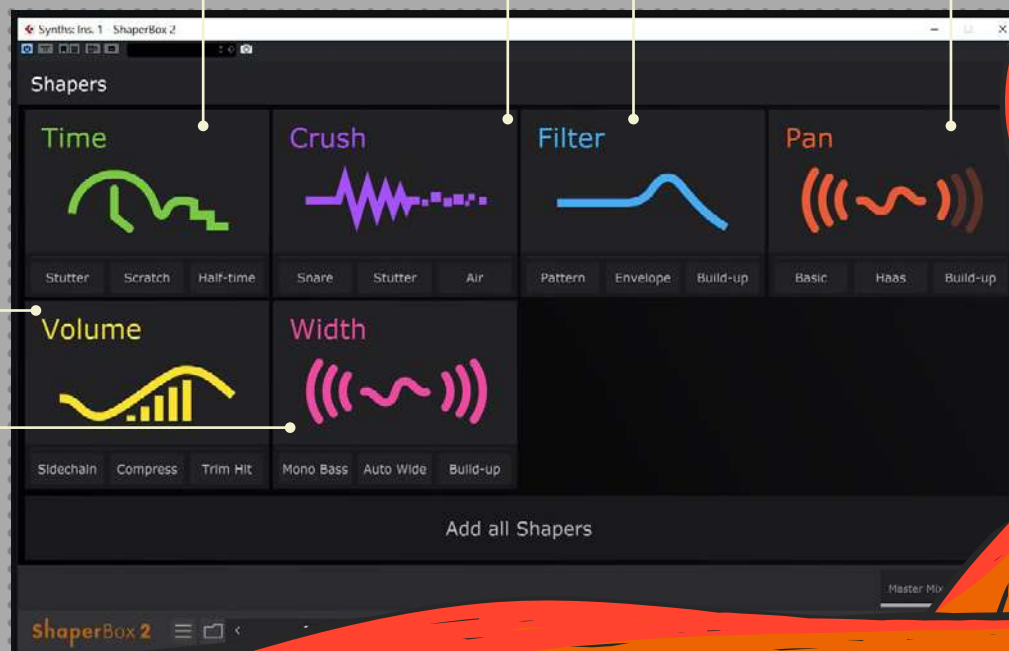 Synths: Ins. 1 - ShaperBox 2
Shapers
Time
Crush
Filter
Pan
Stutter Scratch Half-time
Snare Stutter Air
Pattern Envelope Build-up
Basic Haas Build-up
Volume
Width
Sidechain Compress Trim Hit
Mono Bass Auto Wide Build-up
Add all Shapers
Master Mix
ShaperBox 2